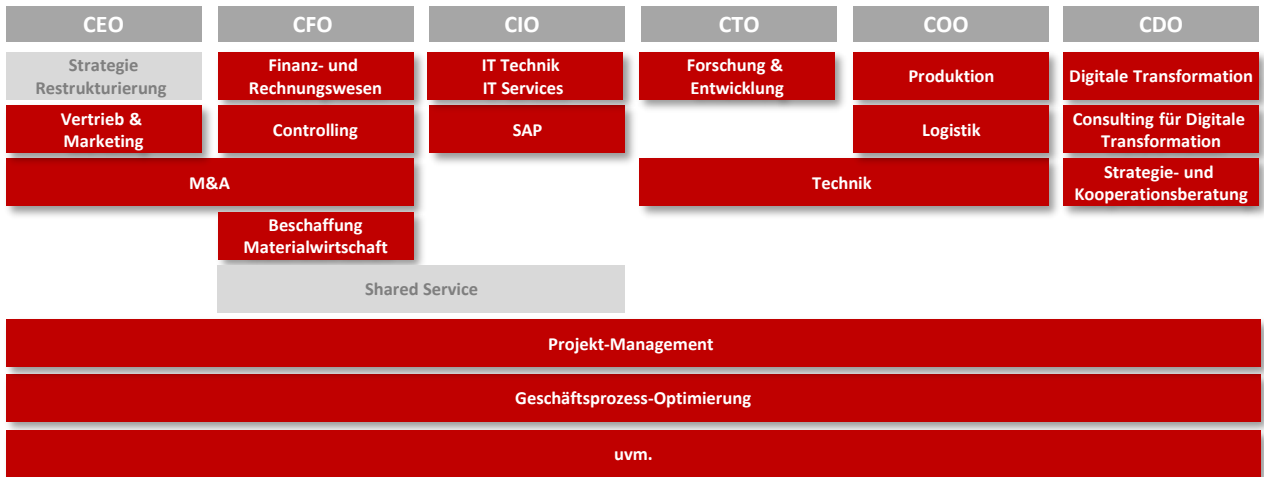 CEO
CFO
CIO
CTO
COO
CDO
Strategie
Restrukturierung
Finanz- und
Rechnungswesen
IT Technik
IT Services
Forschung &
Entwicklung
Produktion
Digitale Transformation
Vertrieb &
Marketing
Controlling
SAP
Logistik
Consulting für Digitale
Transformation
M&A
Technik
Strategie- und
Kooperationsberatung
Beschaffung
Materialwirtschaft
Shared Service
Projekt-Management
Geschäftsprozess-Optimierung
uvm.